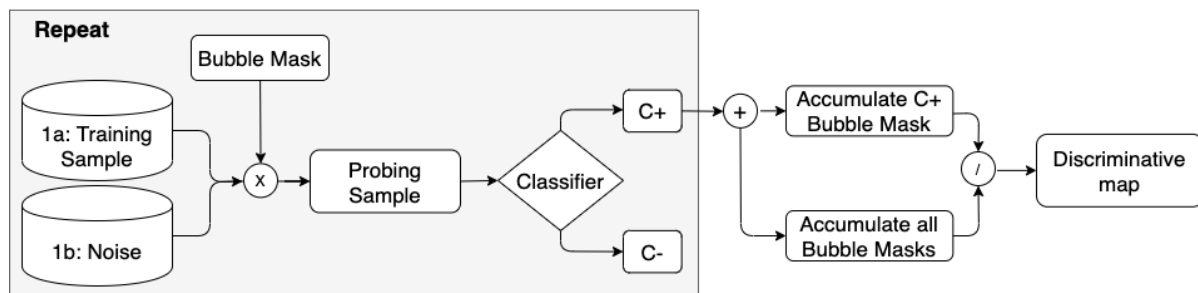 Repeat
Bubble Mask
1a: Training
Sample
1b: Noise
x
Probing
Sample
Classifier
C+
C-
+
Accumulate C+
Bubble Mask
Accumulate all
Bubble Masks
/
Discriminative
map